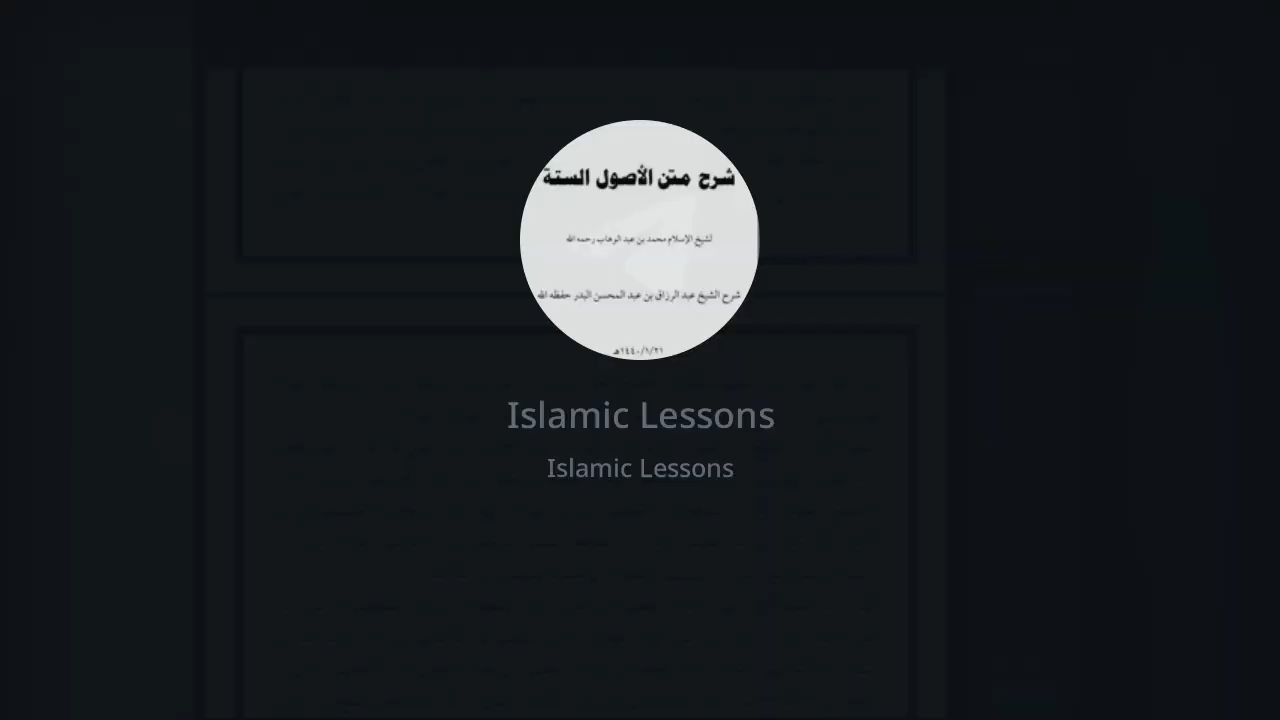 شرح متن الأصول الستة
لشيخ الإسلام محمد بن عبد الوهاب رحمه الله
شرح الشيخ عبد الرزاق بن عبد المحسن البدر حفظه الله
١٤٤٠/١/٢١هـ
Islamic Lessons
Islamic Lessons